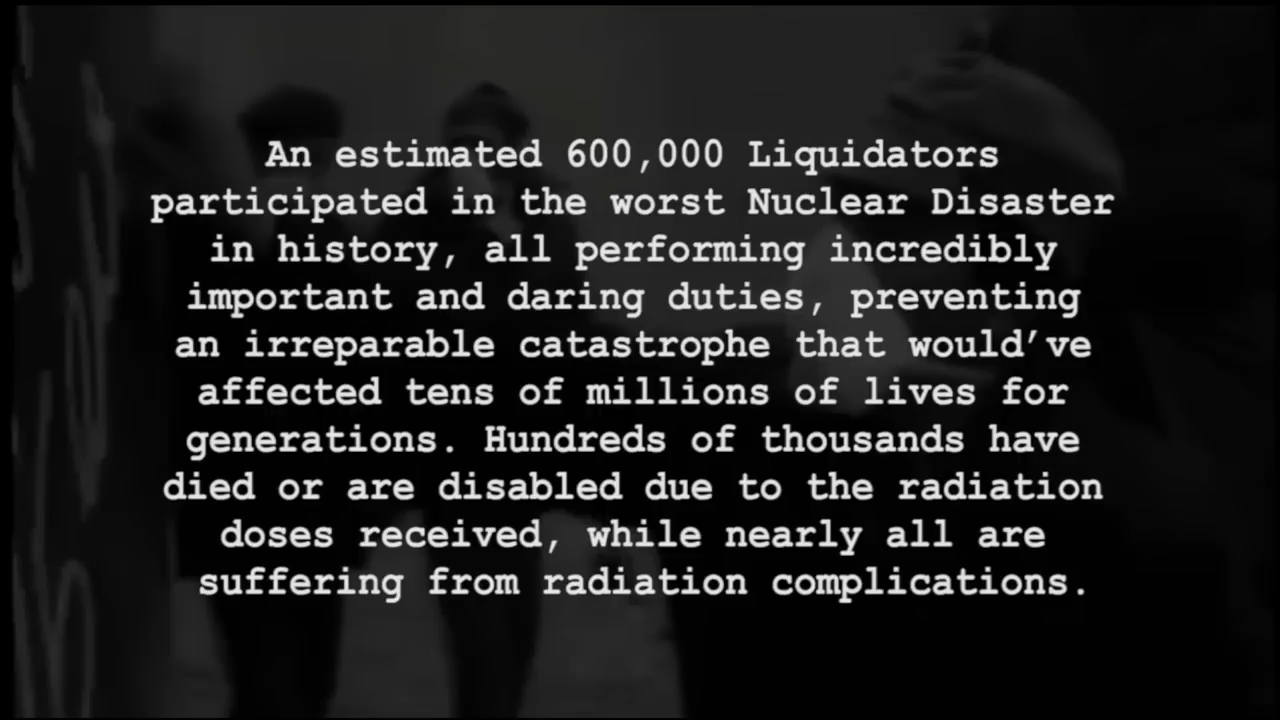 An estimated 600,000 Liquidators
participated in the worst Nuclear Disaster
in history, all performing incredibly
important and daring duties, preventing
an irreparable catastrophe that would've
affected tens of millions of lives for
generations. Hundreds of thousands have
died or are disabled due to the radiation
doses received, while nearly all are
suffering from radiation complications.